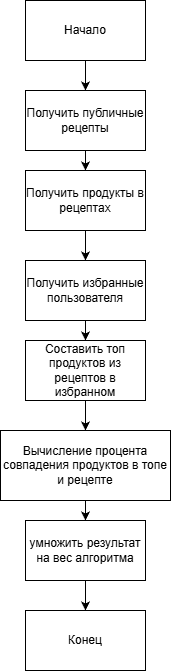 Начало
Получить публичные
рецепты
Получить продукты в
рецептах
Получить избранные
пользователя
Составить топ
продуктов из
рецептов в
избранном
Вычисление процента
совпадения продуктов в топе
и рецепте
умножить результат
на вес алгоритма
Конец